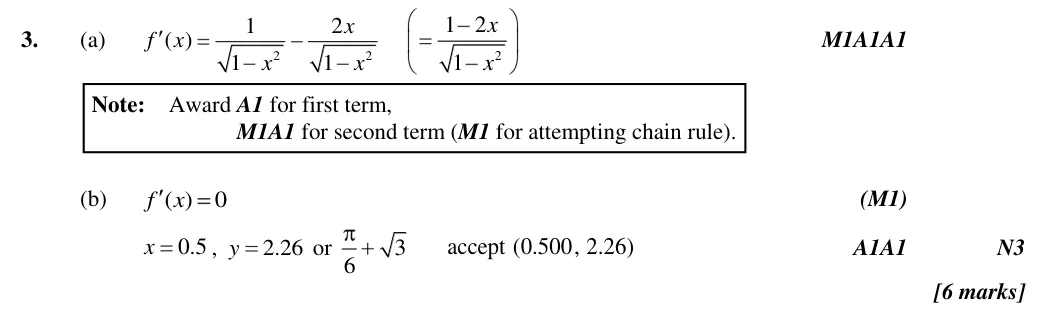 3. (a) f′(x) = 1/√(1−x²) − 2x/√(1−x²) (= (1−2x)/√(1−x²)) M1A1A1
Note: Award A1 for first term,
M1A1 for second term (M1 for attempting chain rule).
(b) f′(x) = 0 (M1)
x = 0.5 , y = 2.26 or π/6 + √3 accept (0.500, 2.26) A1A1 N3
[6 marks]